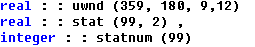 real : : uwnd (359, 180, 9,12)
real : : stat (99, 2) ,
integer : : statnum (99)